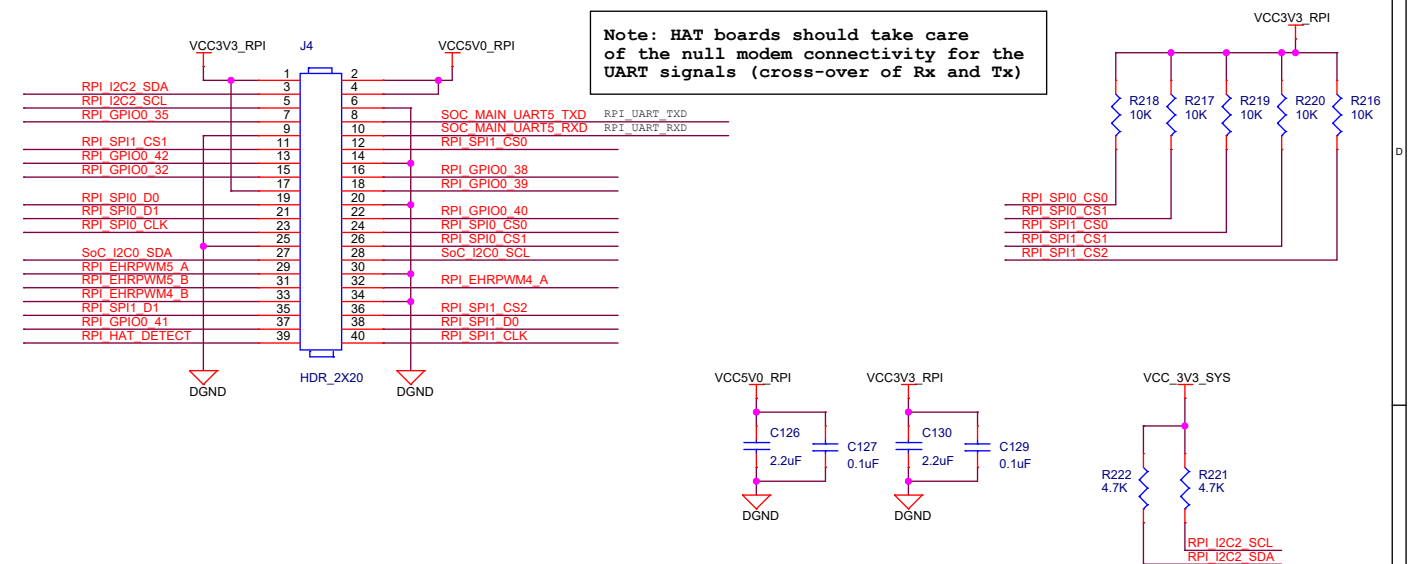 Note: HAT boards should take care
of the null modem connectivity for the
UART signals (cross-over of Rx and Tx)
VCC3V3_RPI
J4
VCC5V0_RPI
1 2
RPI_I2C2_SDA 3 4
RPI_I2C2_SCL 5 6
RPI_GPIO0_35 7 8 SOC_MAIN_UART5_TXD RPI_UART_TXD
9 10 SOC_MAIN_UART5_RXD RPI_UART_RXD
RPI_SPI1_CS1 11 12 RPI_SPI1_CS0
RPI_GPIO0_42 13 14
RPI_GPIO0_32 15 16 RPI_GPIO0_38
17 18 RPI_GPIO0_39
RPI_SPI0_D0 19 20
RPI_SPI0_D1 21 22 RPI_GPIO0_40
RPI_SPI0_CLK 23 24 RPI_SPI0_CS0
25 26 RPI_SPI0_CS1
SoC_I2C0_SDA 27 28 SoC_I2C0_SCL
RPI_EHRPWM5_A 29 30
RPI_EHRPWM5_B 31 32 RPI_EHRPWM4_A
RPI_EHRPWM4_B 33 34
RPI_SPI1_D1 35 36 RPI_SPI1_CS2
RPI_GPIO0_41 37 38 RPI_SPI1_D0
RPI_HAT_DETECT 39 40 RPI_SPI1_CLK
HDR_2X20
DGND
DGND
VCC3V3_RPI
R218 R217 R219 R220 R216
10K 10K 10K 10K 10K
D
RPI_SPI0_CS0
RPI_SPI0_CS1
RPI_SPI1_CS0
RPI_SPI1_CS1
RPI_SPI1_CS2
VCC5V0_RPI
C126
2.2uF
C127
0.1uF
DGND
VCC3V3_RPI
C130
2.2uF
C129
0.1uF
DGND
VCC_3V3_SYS
R222 R221
4.7K 4.7K
RPI_I2C2_SCL
RPI_I2C2_SDA